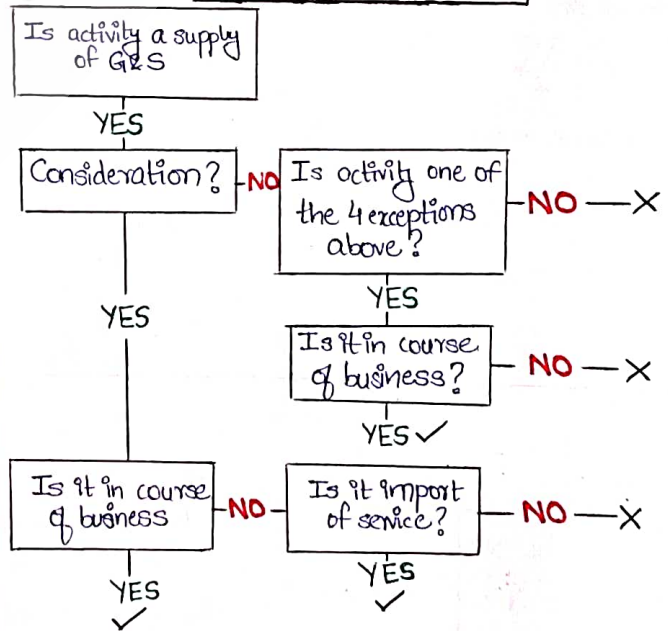 Is activity a supply
of G&S
YES
Consideration?
NO
Is activity one of
the 4 exceptions
above?
NO
YES
YES
Is it in course
of business?
NO
YES
Is it in course
of business
NO
Is it import
of service?
NO
YES
YES